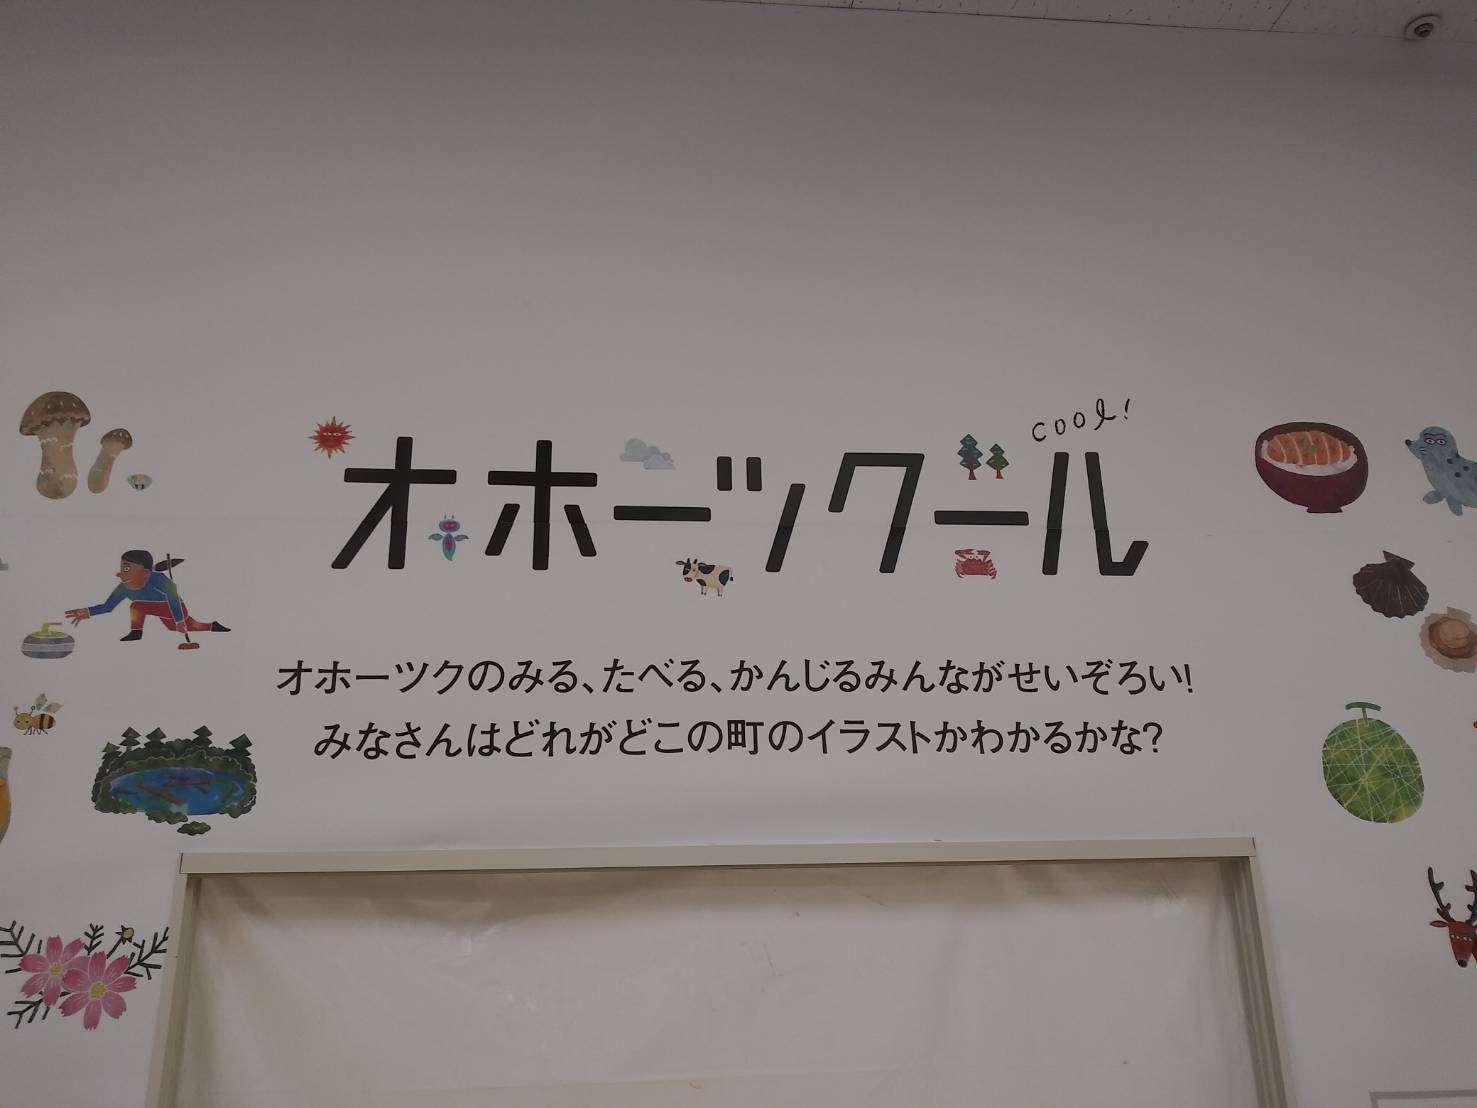 cool!
オホーツクール
オホーツクのみる、たべる、かんじるみんながせいぞろい!
みなさんはどれがどこの町のイラストかわかるかな?